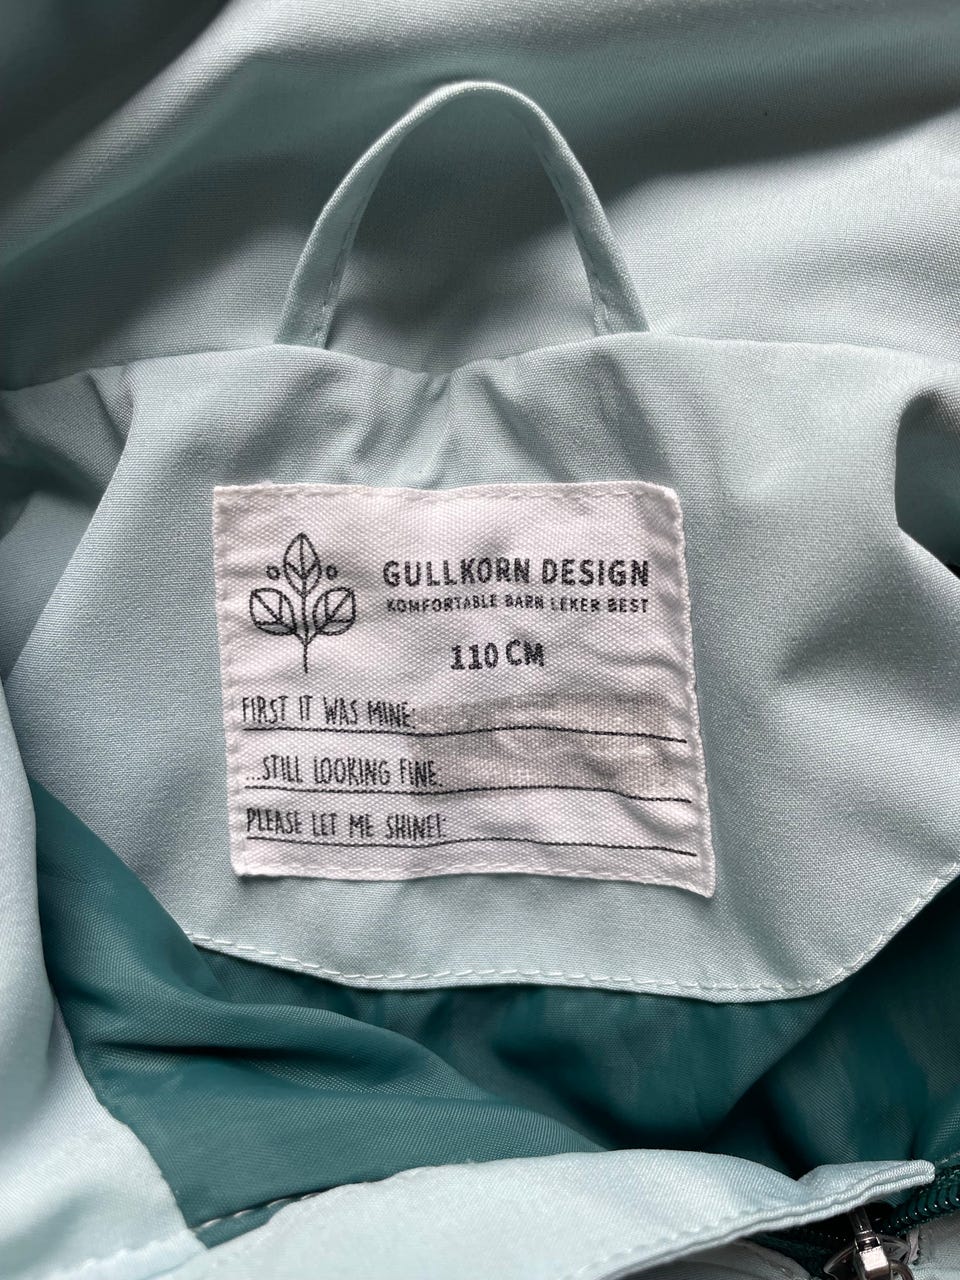 GULLKORN DESIGN
KOMFORTABLE BARN LEKER BEST
110 CM
FIRST IT WAS MINE:
...STILL LOOKING FINE:
PLEASE LET ME SHINE!: